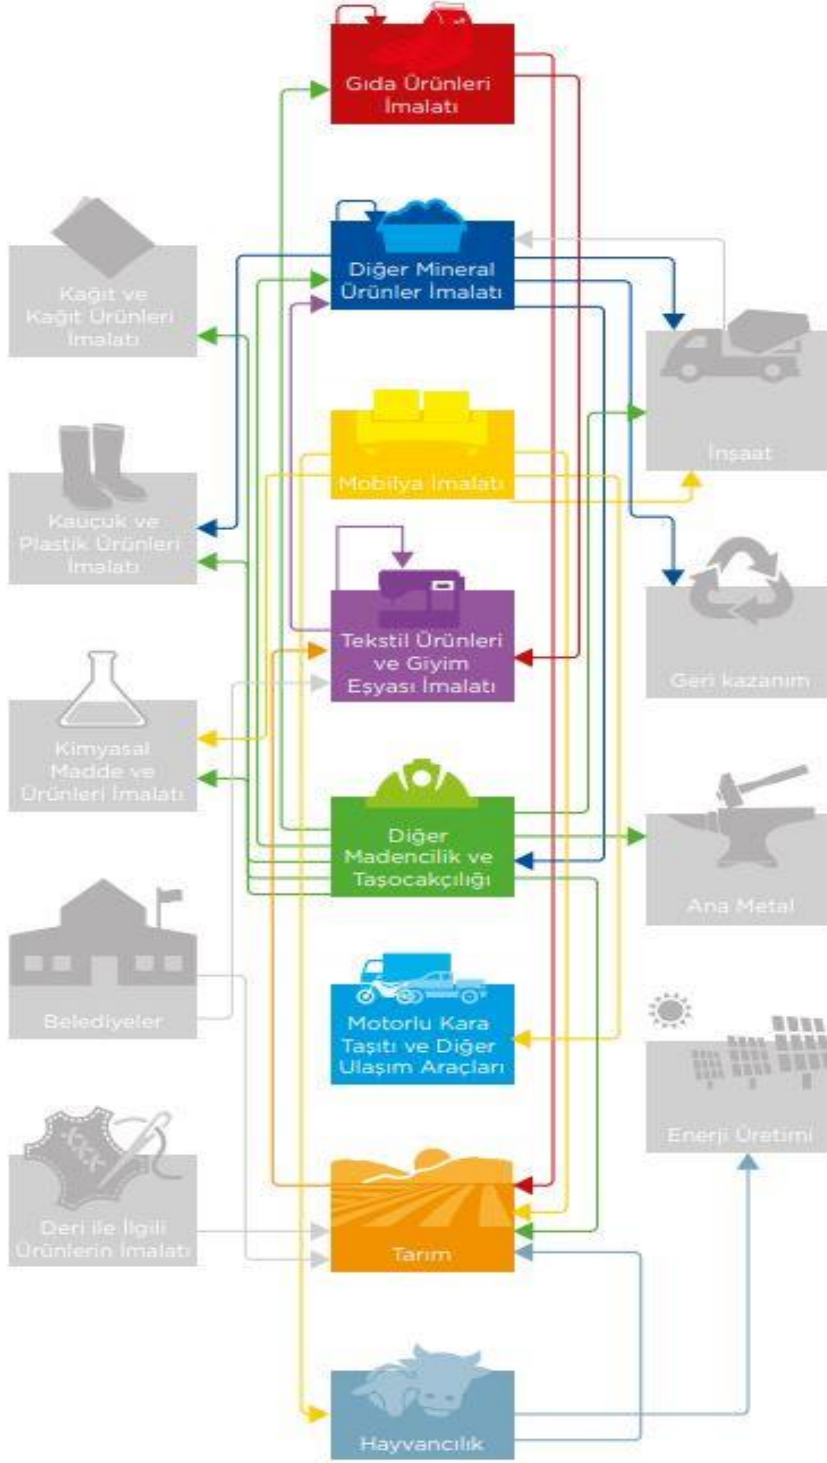 Gıda Ürünleri
İmalatı
Diğer Mineral
Ürünler İmalatı
Kağıt ve
Kağıt Ürünleri
İmalatı
Mobilya İmalatı
İnşaat
Kauçuk ve
Plastik Ürünleri
İmalatı
Tekstil Ürünleri
ve Giyim
Eşyası İmalatı
Geri kazanım
Kimyasal
Madde ve
Ürünleri İmalatı
Diğer
Madencilik ve
Taşocakçılığı
Ana Metal
Belediyeler
Motorlu Kara
Taşıtı ve Diğer
Ulaşım Araçları
Enerji Üretimi
Deri ile İlgili
Ürünlerin İmalatı
Tarım
Hayvancılık